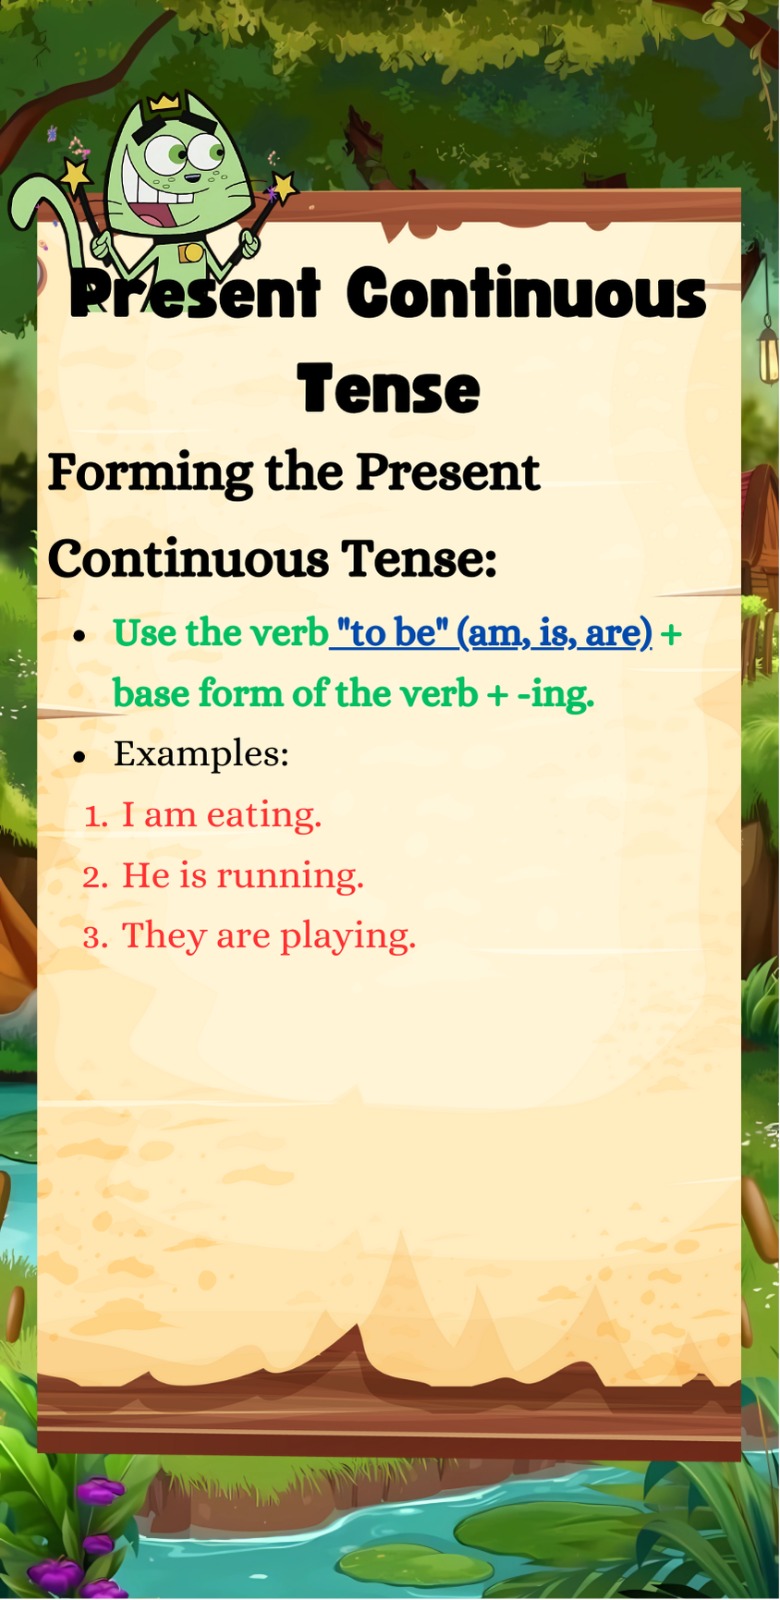 Present Continuous
Tense
Forming the Present
Continuous Tense:
• Use the verb "to be" (am, is, are) +
base form of the verb + -ing.
• Examples:
1. I am eating.
2. He is running.
3. They are playing.